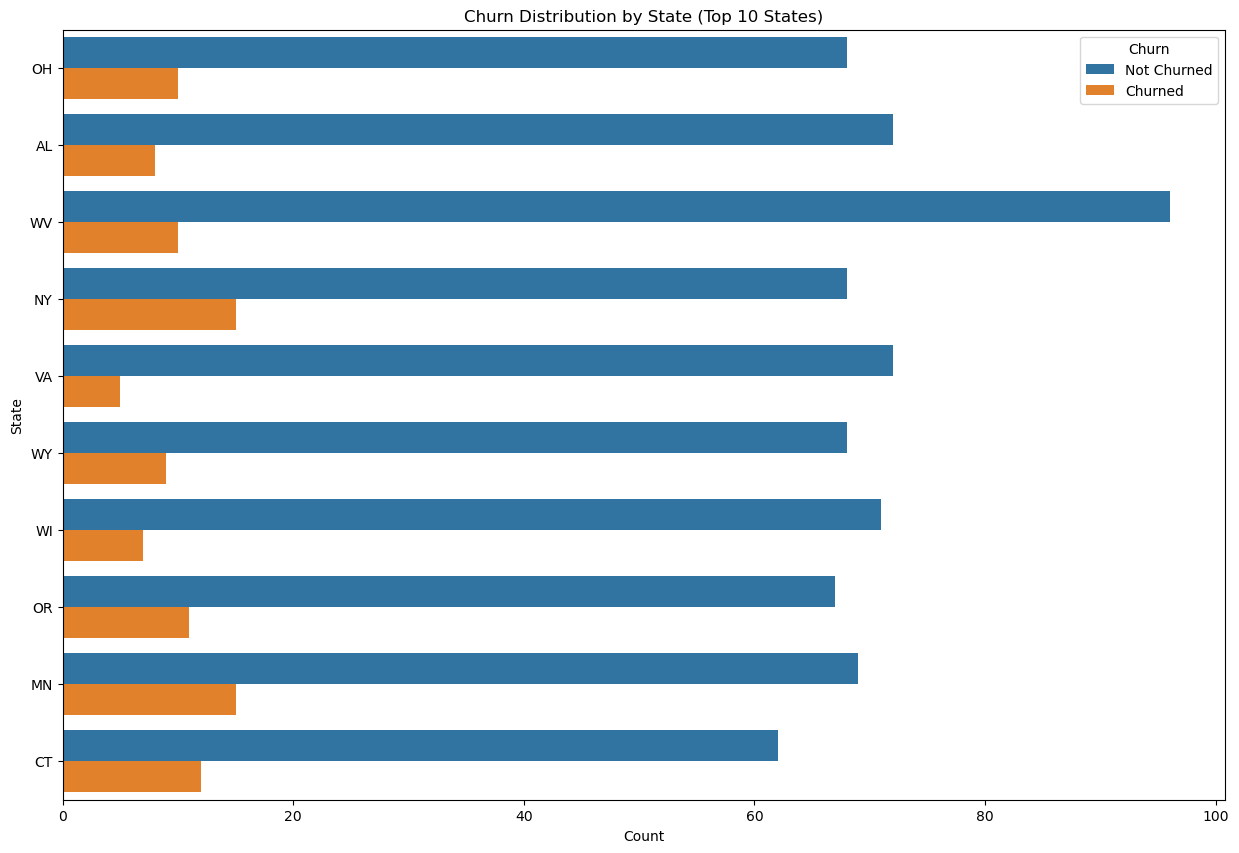 Churn Distribution by State (Top 10 States)
Churn
Not Churned
Churned
State
OH
AL
WV
NY
VA
WY
WI
OR
MN
CT
0 20 40 60 80 100
Count